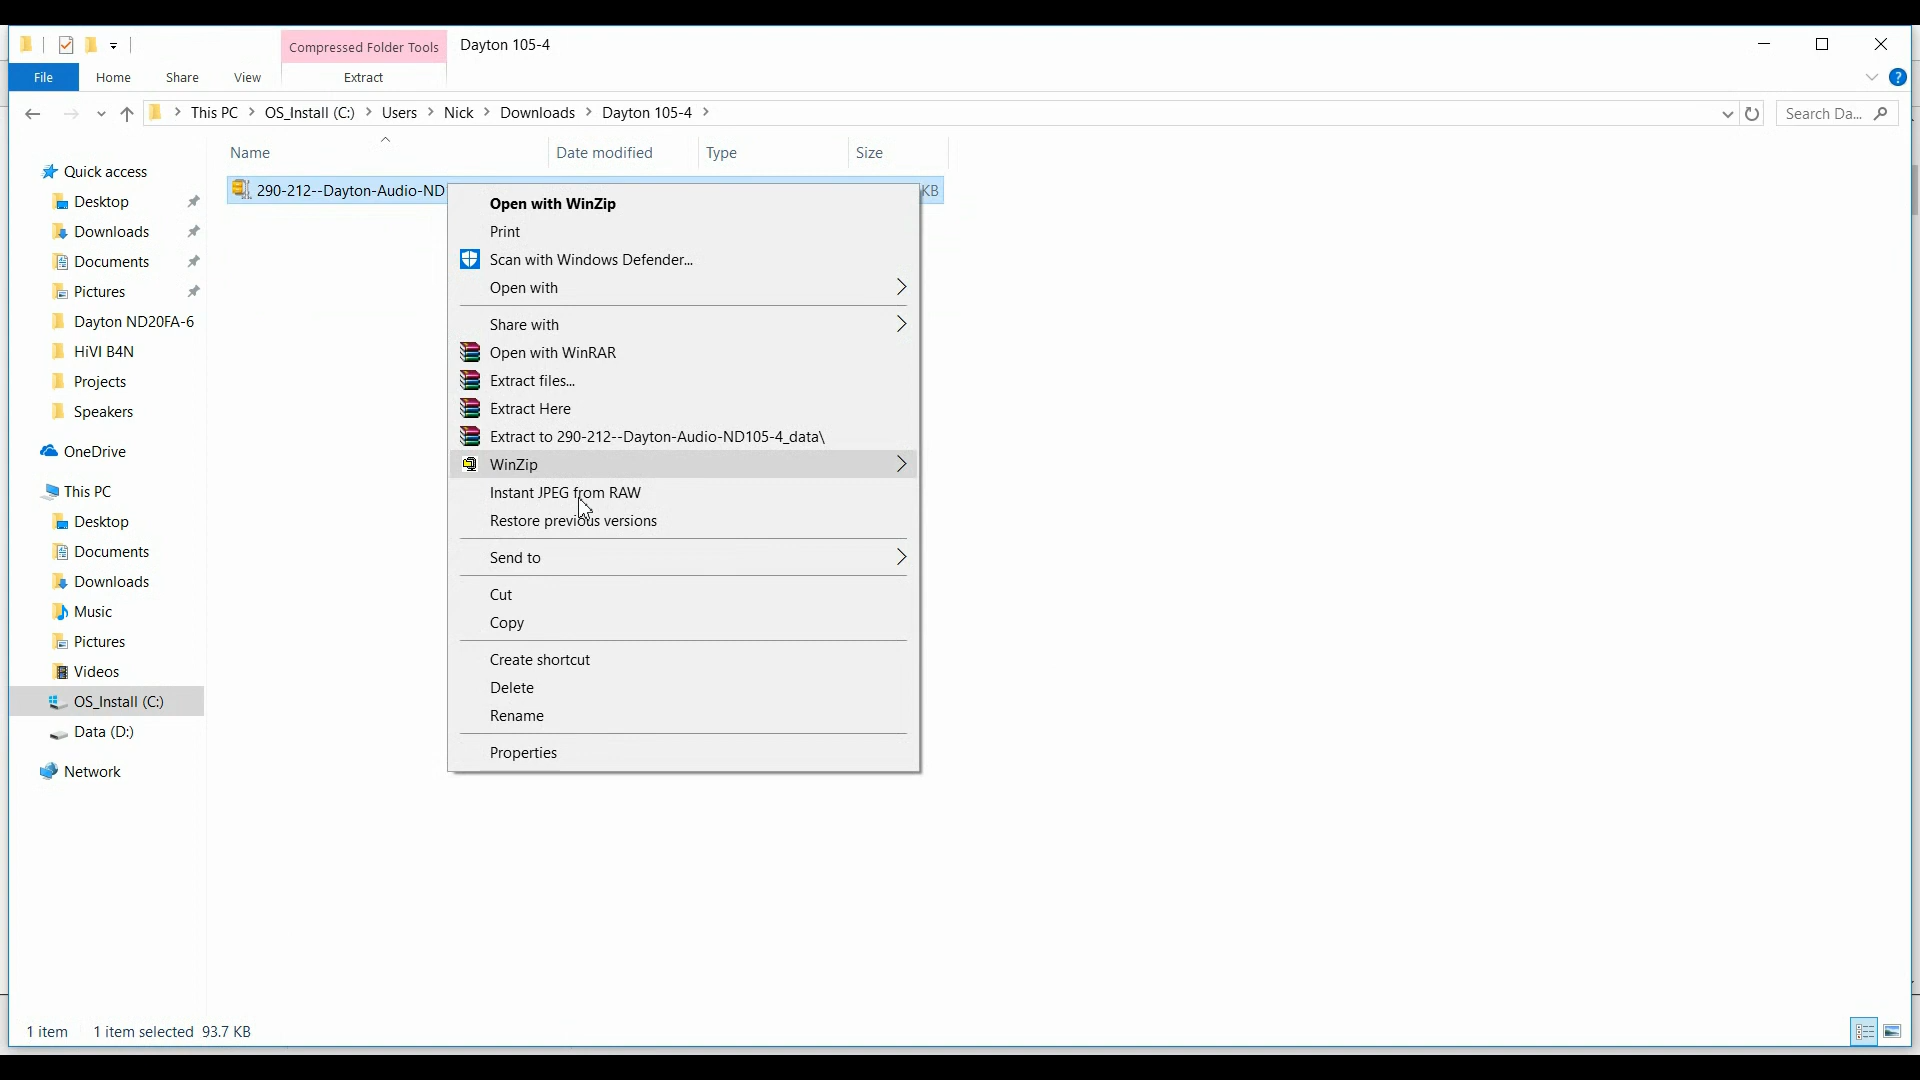 Compressed Folder Tools
Dayton 105-4
File
Home
Share
View
Extract
This PC
OS_Install (C:)
Users
Nick
Downloads
Dayton 105-4
Search Da...
Name
Date modified
Type
Size
Quick access
Desktop
Downloads
Documents
Pictures
Dayton ND20FA-6
HiVI B4N
Projects
Speakers
OneDrive
This PC
Desktop
Documents
Downloads
Music
Pictures
Videos
OS_Install (C:)
Data (D:)
Network
290-212--Dayton-Audio-ND
KB
Open with WinZip
Print
Scan with Windows Defender...
Open with
Share with
Open with WinRAR
Extract files...
Extract Here
Extract to 290-212--Dayton-Audio-ND105-4_data\
WinZip
Instant JPEG from RAW
Restore previous versions
Send to
Cut
Copy
Create shortcut
Delete
Rename
Properties
1 item
1 item selected 93.7 KB